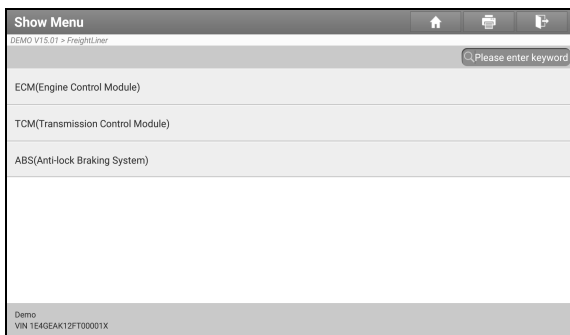 Show Menu
DEMO V15.01 > FreightLiner
Please enter keyword
ECM(Engine Control Module)
TCM(Transmission Control Module)
ABS(Anti-lock Braking System)
Demo
VIN 1E4GEAK12FT00001X